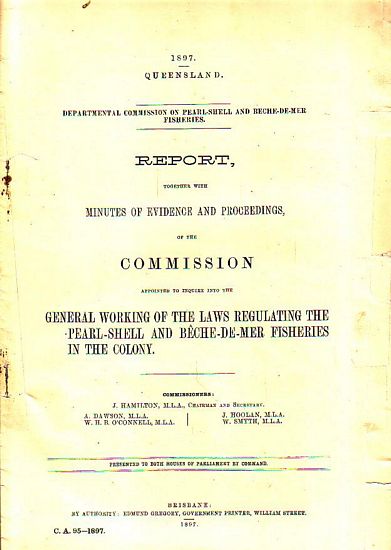 1897.
QUEENSLAND.
DEPARTMENTAL COMMISSION ON PEARL-SHELL AND BECHE-DE-MER
FISHERIES.
REPORT,
TOGETHER WITH
MINUTES OF EVIDENCE AND PROCEEDINGS,
OF THE
COMMISSION
APPOINTED TO INQUIRE INTO THE
GENERAL WORKING OF THE LAWS REGULATING THE
PEARL-SHELL AND BÊCHE-DE-MER FISHERIES
IN THE COLONY.
COMMISSIONERS:
J. HAMILTON, M.L.A., CHAIRMAN AND SECRETARY.
A. DAWSON, M.L.A. J. HOOLAN, M.L.A.
W. H. B. O'CONNELL, M.L.A. W. SMYTH, M.L.A.
PRESENTED TO BOTH HOUSES OF PARLIAMENT BY COMMAND.
BRISBANE:
BY AUTHORITY: EDMUND GREGORY, GOVERNMENT PRINTER, WILLIAM STREET.
1897.
C. A. 95—1897.